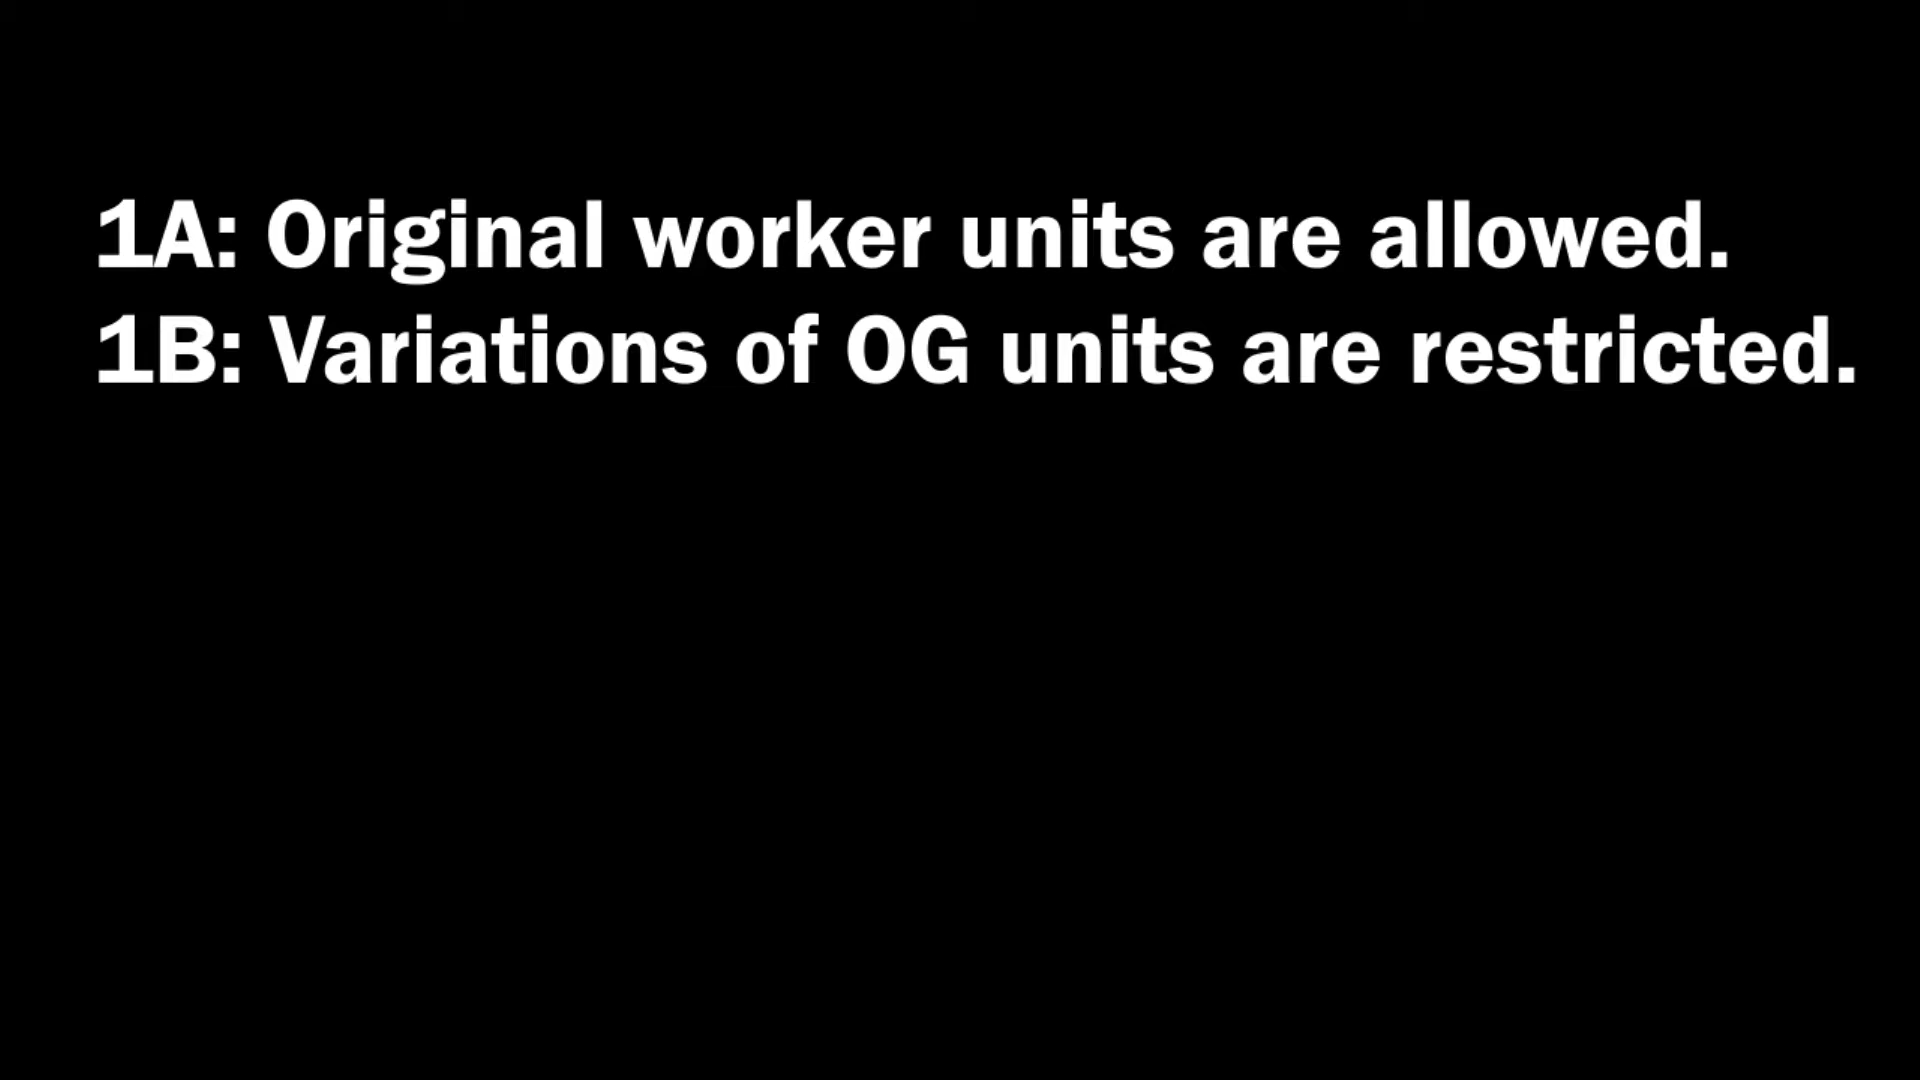 1A: Original worker units are allowed.
1B: Variations of OG units are restricted.